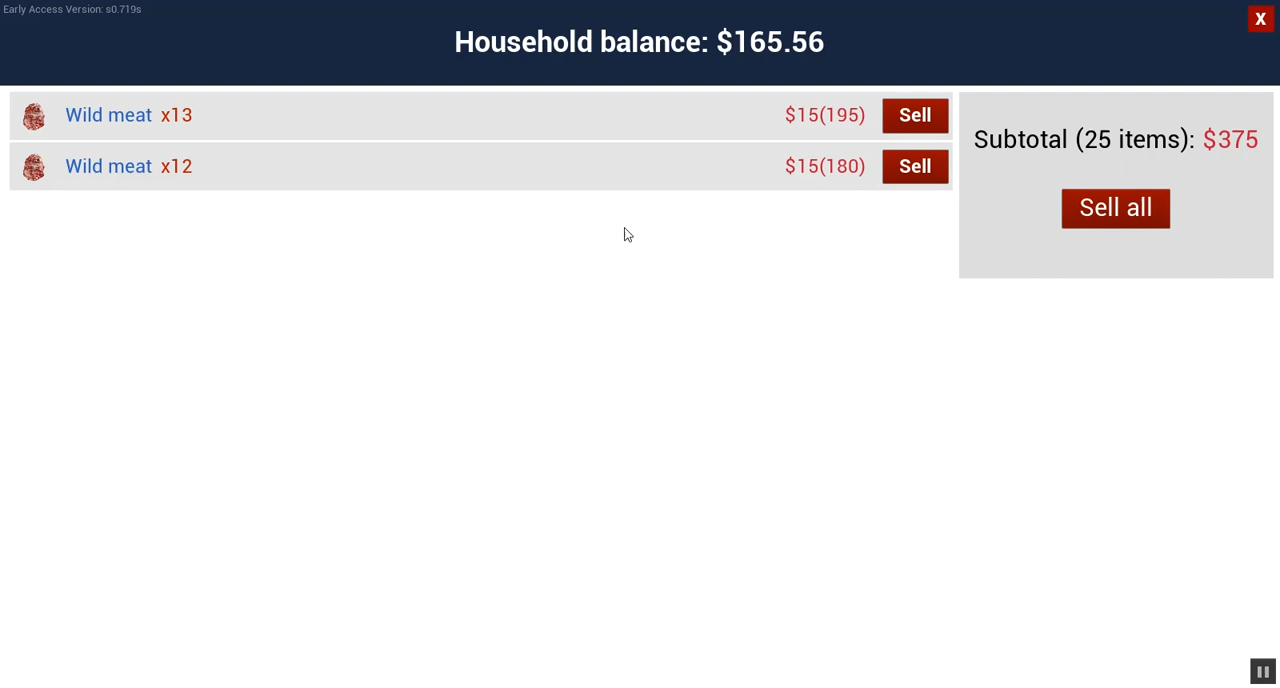 Early Access Version: s0.719s
X
Household balance: $165.56
Wild meat x13 $15(195) Sell
Wild meat x12 $15(180) Sell
Subtotal (25 items): $375
Sell all